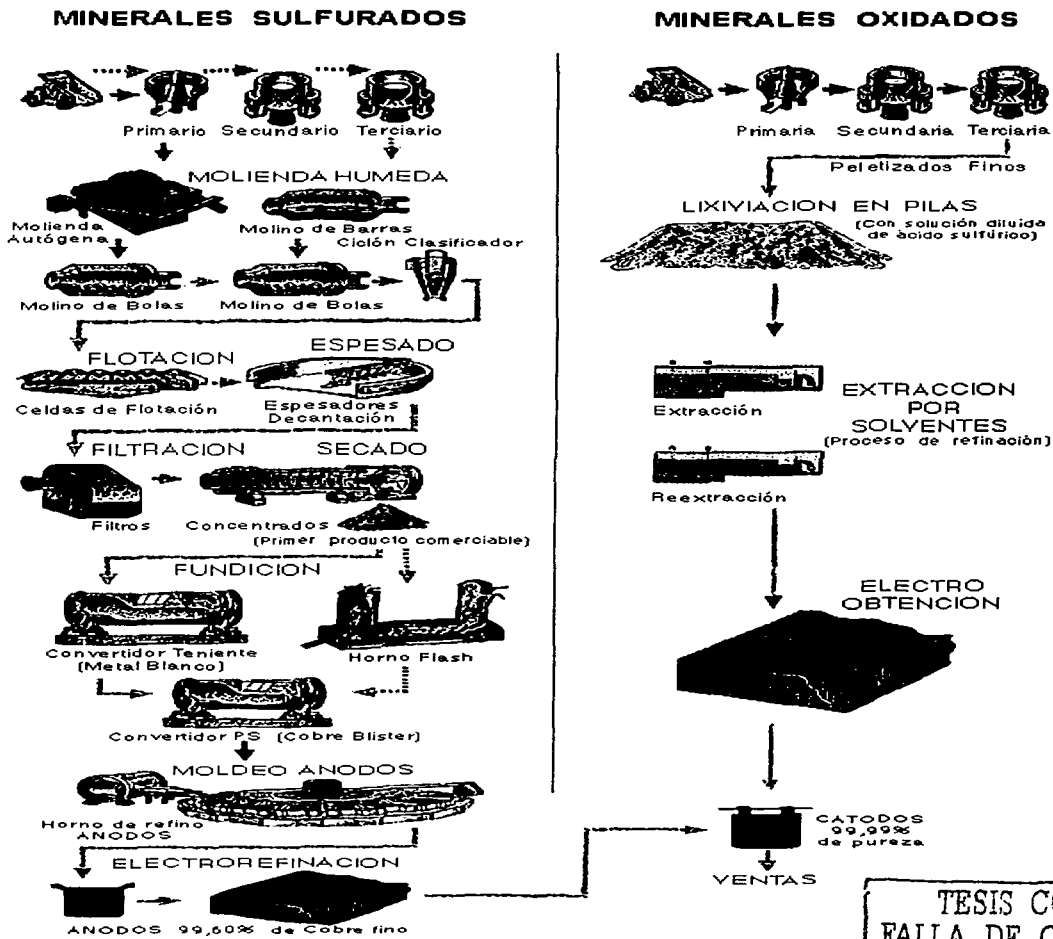 MINERALES SULFURADOS
Primario Secundario Terciario
MOLIENDA HUMEDA
Molienda
Autógena
Molino de Barras
Ciclón Clasificador
Molino de Bolas
Molino de Bolas
FLOTACION
ESPESADO
Celdas de Flotación
Espesadores
Decantación
FILTRACION
SECADO
Filtros
Concentrados
(Primer producto comerciable)
FUNDICION
Convertidor Teniente
(Metal Blanco)
Horno Flash
Convertidor PS (Cobre Blister)
MOLDEO ANODOS
Horno de refino
ANODOS
ELECTROREFINACION
ANODOS 99,60% de Cobre fino
MINERALES OXIDADOS
Primaria Secundaria Terciaria
Peletizados Finos
LIXIVIACION EN PILAS
(Con solución diluida
de ácido sulfúrico)
Extracción
EXTRACCION
POR
SOLVENTES
(Proceso de refinación)
Reextracción
ELECTRO
OBTENCION
CATODOS
99,99%
de pureza
VENTAS
TESIS
FALLA DE